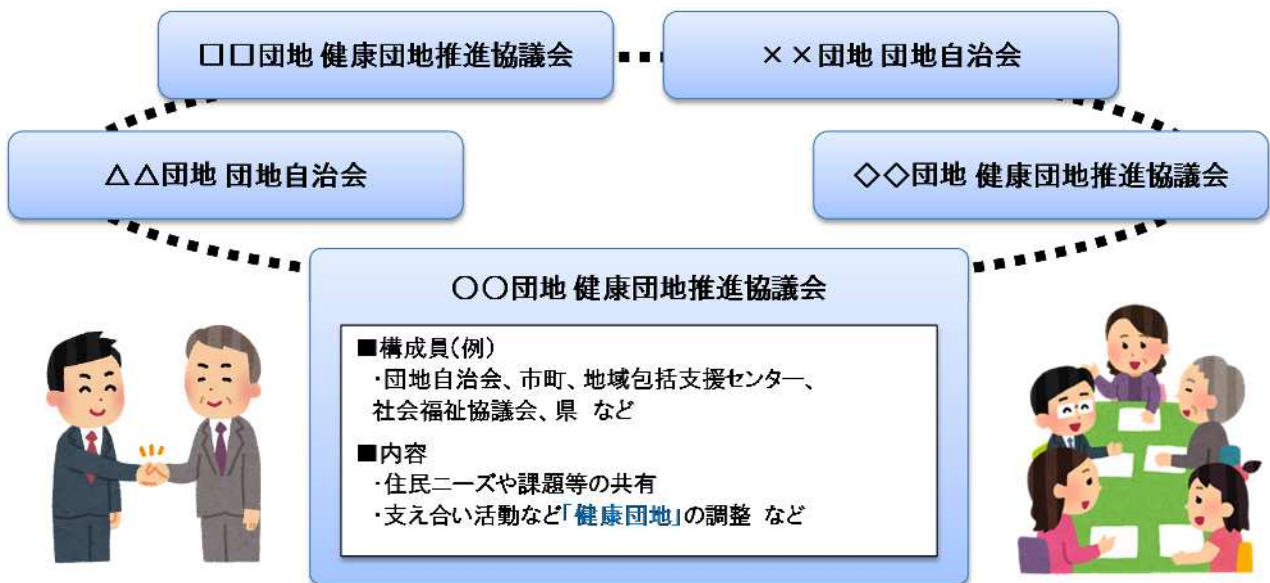 □□団地 健康団地推進協議会
××団地 団地自治会
△△団地 団地自治会
◇◇団地 健康団地推進協議会
○○団地 健康団地推進協議会
■構成員(例)
・団地自治会、市町、地域包括支援センター、
社会福祉協議会、県 など
■内容
・住民ニーズや課題等の共有
・支え合い活動など「健康団地」の調整 など